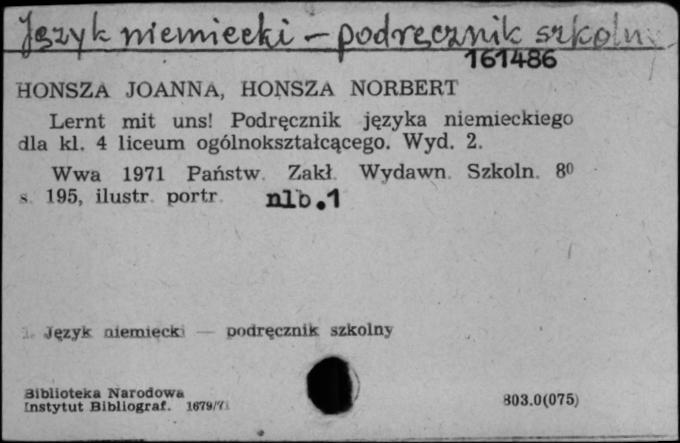 Język niemiecki – podręcznik szkoln
161486
HONSZA JOANNA, HONSZA NORBERT
Lernt mit uns! Podręcznik języka niemieckiego
dla kl. 4 liceum ogólnokształcącego. Wyd. 2.
Wwa 1971 Państw. Zakł. Wydawn. Szkoln. 8⁰
s. 195, ilustr. portr. nlb.1
1. Język niemiecki — podręcznik szkolny
Biblioteka Narodowa
Instytut Bibliograf. 1679/71
803.0(075)